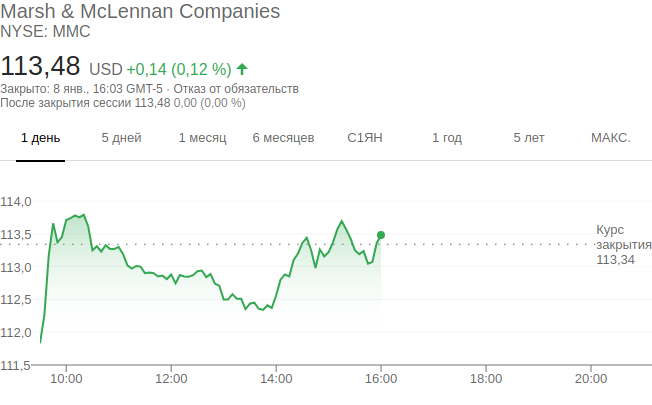 Marsh & McLennan Companies
NYSE: MMC
113,48 USD +0,14 (0,12 %)
Закрыто: 8 янв., 16:03 GMT-5 · Отказ от обязательств
После закрытия сессии 113,48 0,00 (0,00 %)
1 день 5 дней 1 месяц 6 месяцев С1ЯН 1 год 5 лет МАКС.
114,0
113,5
113,0
112,5
112,0
111,5
Курс
закрытия
113,34
10:00 12:00 14:00 16:00 18:00 20:00